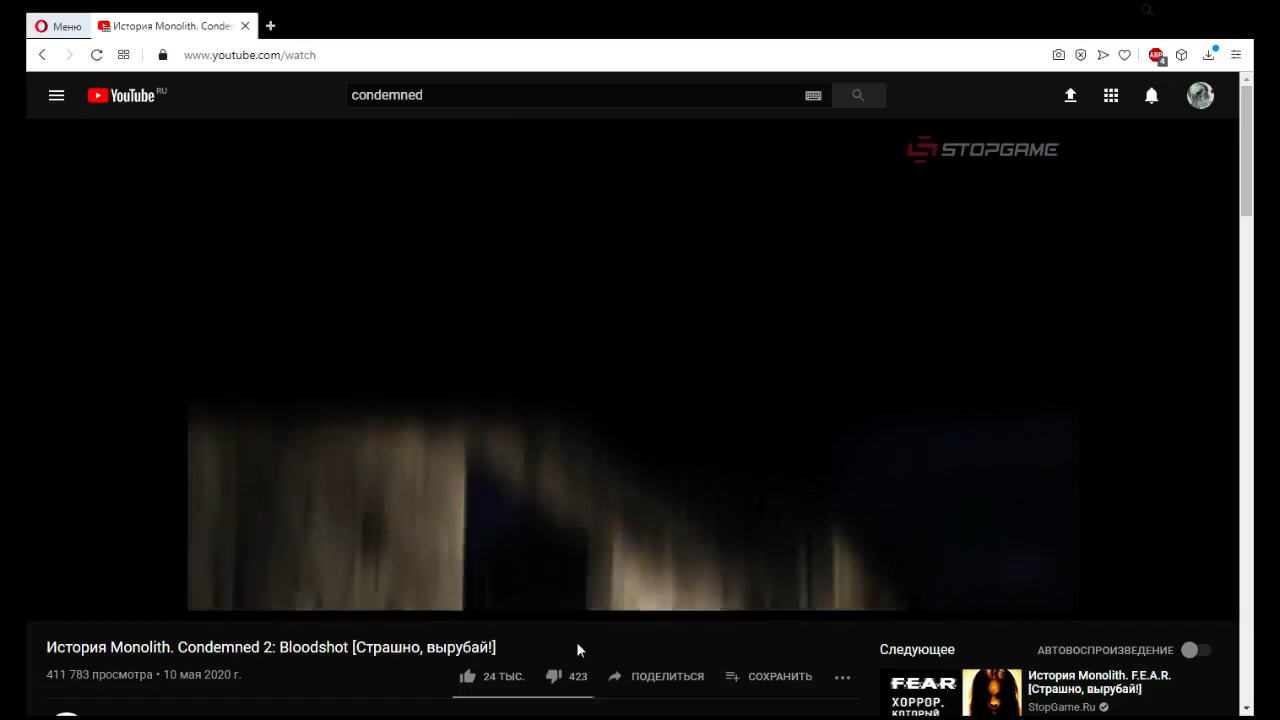 Меню
История Monolith. Conde
www.youtube.com/watch
ABP
4
YouTube RU
condemned
STOPGAME
История Monolith. Condemned 2: Bloodshot [Страшно, вырубай!]
411 783 просмотра • 10 мая 2020 г.
24 ТЫС.
423
ПОДЕЛИТЬСЯ
СОХРАНИТЬ
Следующее
АВТОВОСПРОИЗВЕДЕНИЕ
FEAR
ХОРРОР,
КОТОРЫЙ
История Monolith. F.E.A.R.
[Страшно, вырубай!]
StopGame.Ru